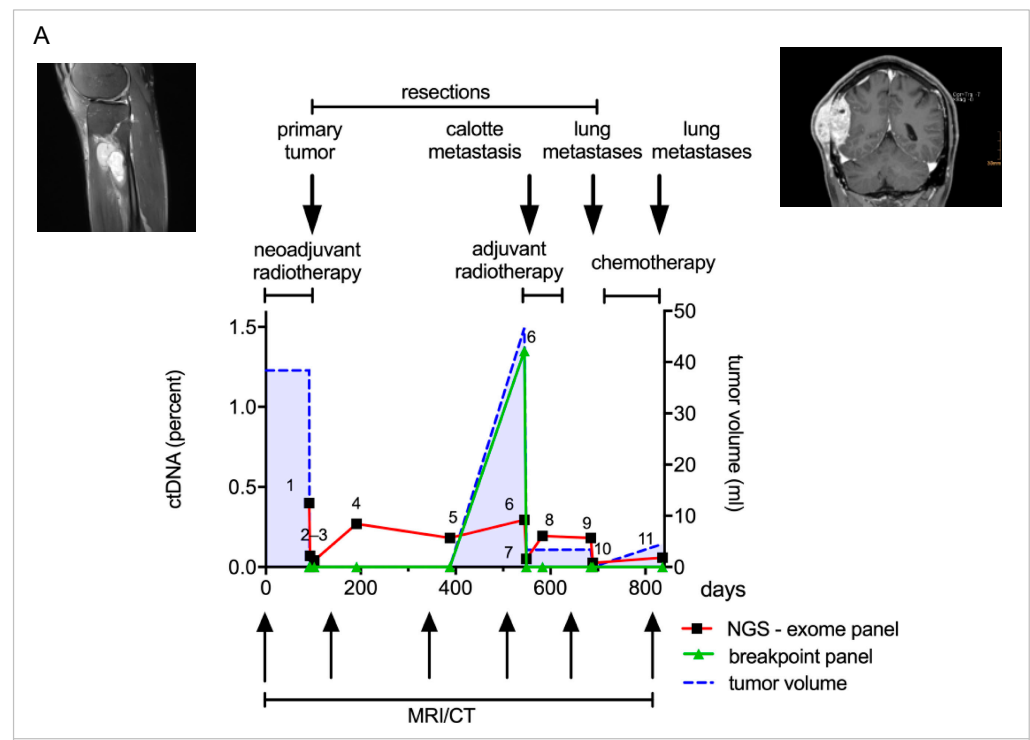 A
resections
primary
tumor
calotte
metastasis
lung
metastases
lung
metastases
neoadjuvant
radiotherapy
adjuvant
radiotherapy
chemotherapy
1.5
1.0
0.5
0.0
ctDNA (percent)
50
40
30
20
10
0
tumor volume (ml)
1
2–3
4
5
6
6
7
8
9
10
11
0
200
400
600
800
days
NGS - exome panel
breakpoint panel
tumor volume
MRI/CT